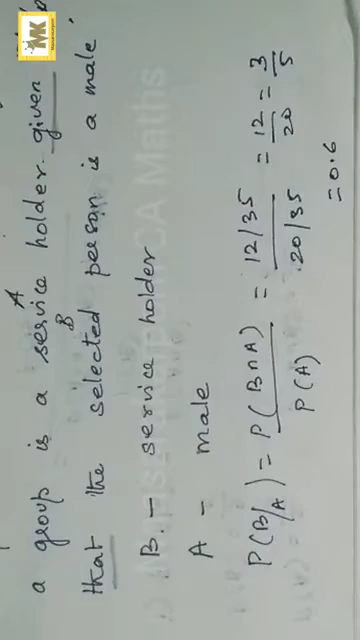 MK
a group is a service holder given
A
that the selected person is a male'
B
B. - service holder
A - male
P(B/A) = P(B∩A) / P(A) = 12/35 / 20/35 = 12/20 = 3/5
= 0.6